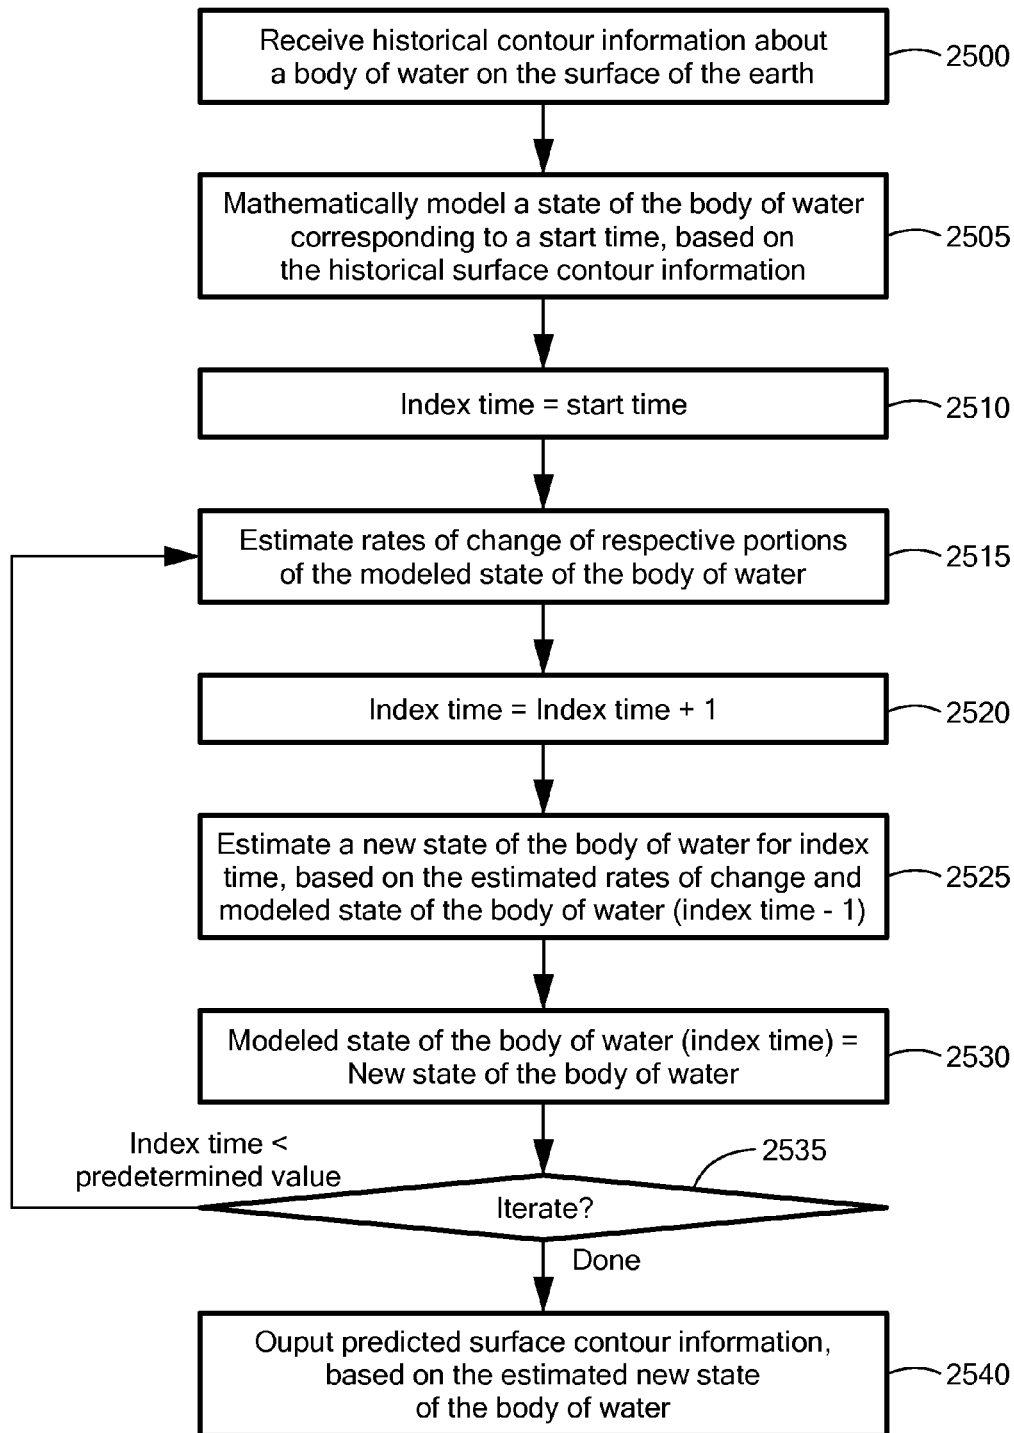 Receive historical contour information about
a body of water on the surface of the earth
2500
Mathematically model a state of the body of water
corresponding to a start time, based on
the historical surface contour information
2505
Index time = start time
2510
Estimate rates of change of respective portions
of the modeled state of the body of water
2515
Index time = Index time + 1
2520
Estimate a new state of the body of water for index
time, based on the estimated rates of change and
modeled state of the body of water (index time - 1)
2525
Modeled state of the body of water (index time) =
New state of the body of water
2530
Index time <
predetermined value
2535
Iterate?
Done
Ouput predicted surface contour information,
based on the estimated new state
of the body of water
2540